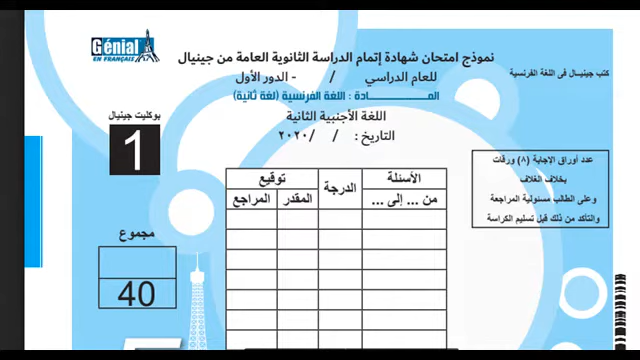 Génial
EN FRANÇAIS
نموذج امتحان شهادة إتمام الدراسة الثانوية العامة من جينيال
للعام الدراسي / - الدور الأول
المــــــــادة : اللغة الفرنسية (لغة ثانية)
اللغة الأجنبية الثانية
التاريخ : / / ٢٠٢٠
كتب جينيال فى اللغة الفرنسية
بوكليت جينيال
1
عدد أوراق الإجابة (٨) ورقات
بخلاف الغلاف
وعلى الطالب مسئولية المراجعة
والتأكد من ذلك قبل تسليم الكراسة
الأسئلة
من ... إلى ...
الدرجة
توقيع
المقدر
المراجع
مجموع
40